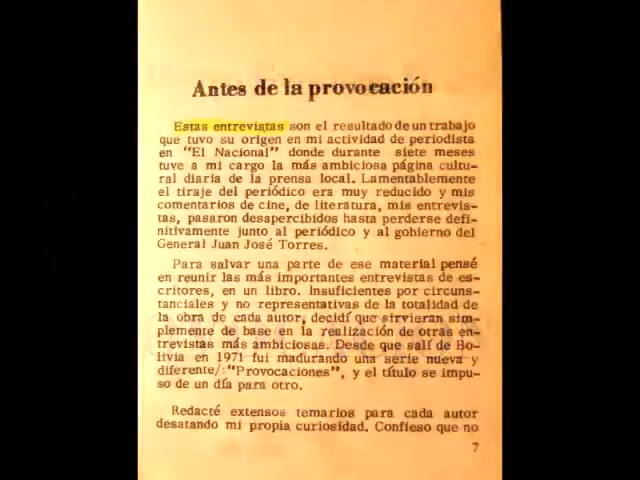 Antes de la provocación
Estas entrevistas son el resultado de un trabajo
que tuvo su origen en mi actividad de periodista
en "El Nacional" donde durante siete meses
tuve a mi cargo la más ambiciosa página cultu-
ral diaria de la prensa local. Lamentablemente
el tiraje del periódico era muy reducido y mis
comentarios de cine, de literatura, mis entrevis-
tas, pasaron desapercibidos hasta perderse defi-
nitivamente junto al periódico y al gobierno del
General Juan José Torres.
Para salvar una parte de ese material pensé
en reunir las más importantes entrevistas de es-
critores, en un libro. Insuficientes por circuns-
tanciales y no representativas de la totalidad de
la obra de cada autor, decidí que sirvieran sim-
plemente de base en la realización de otras en-
trevistas más ambiciosas. Desde que salí de Bo-
livia en 1971 fui madurando una serie nueva y
diferente/:"Provocaciones", y el título se impu-
so de un día para otro.
Redacté extensos temarios para cada autor
desatando mi propia curiosidad. Confieso que no
7